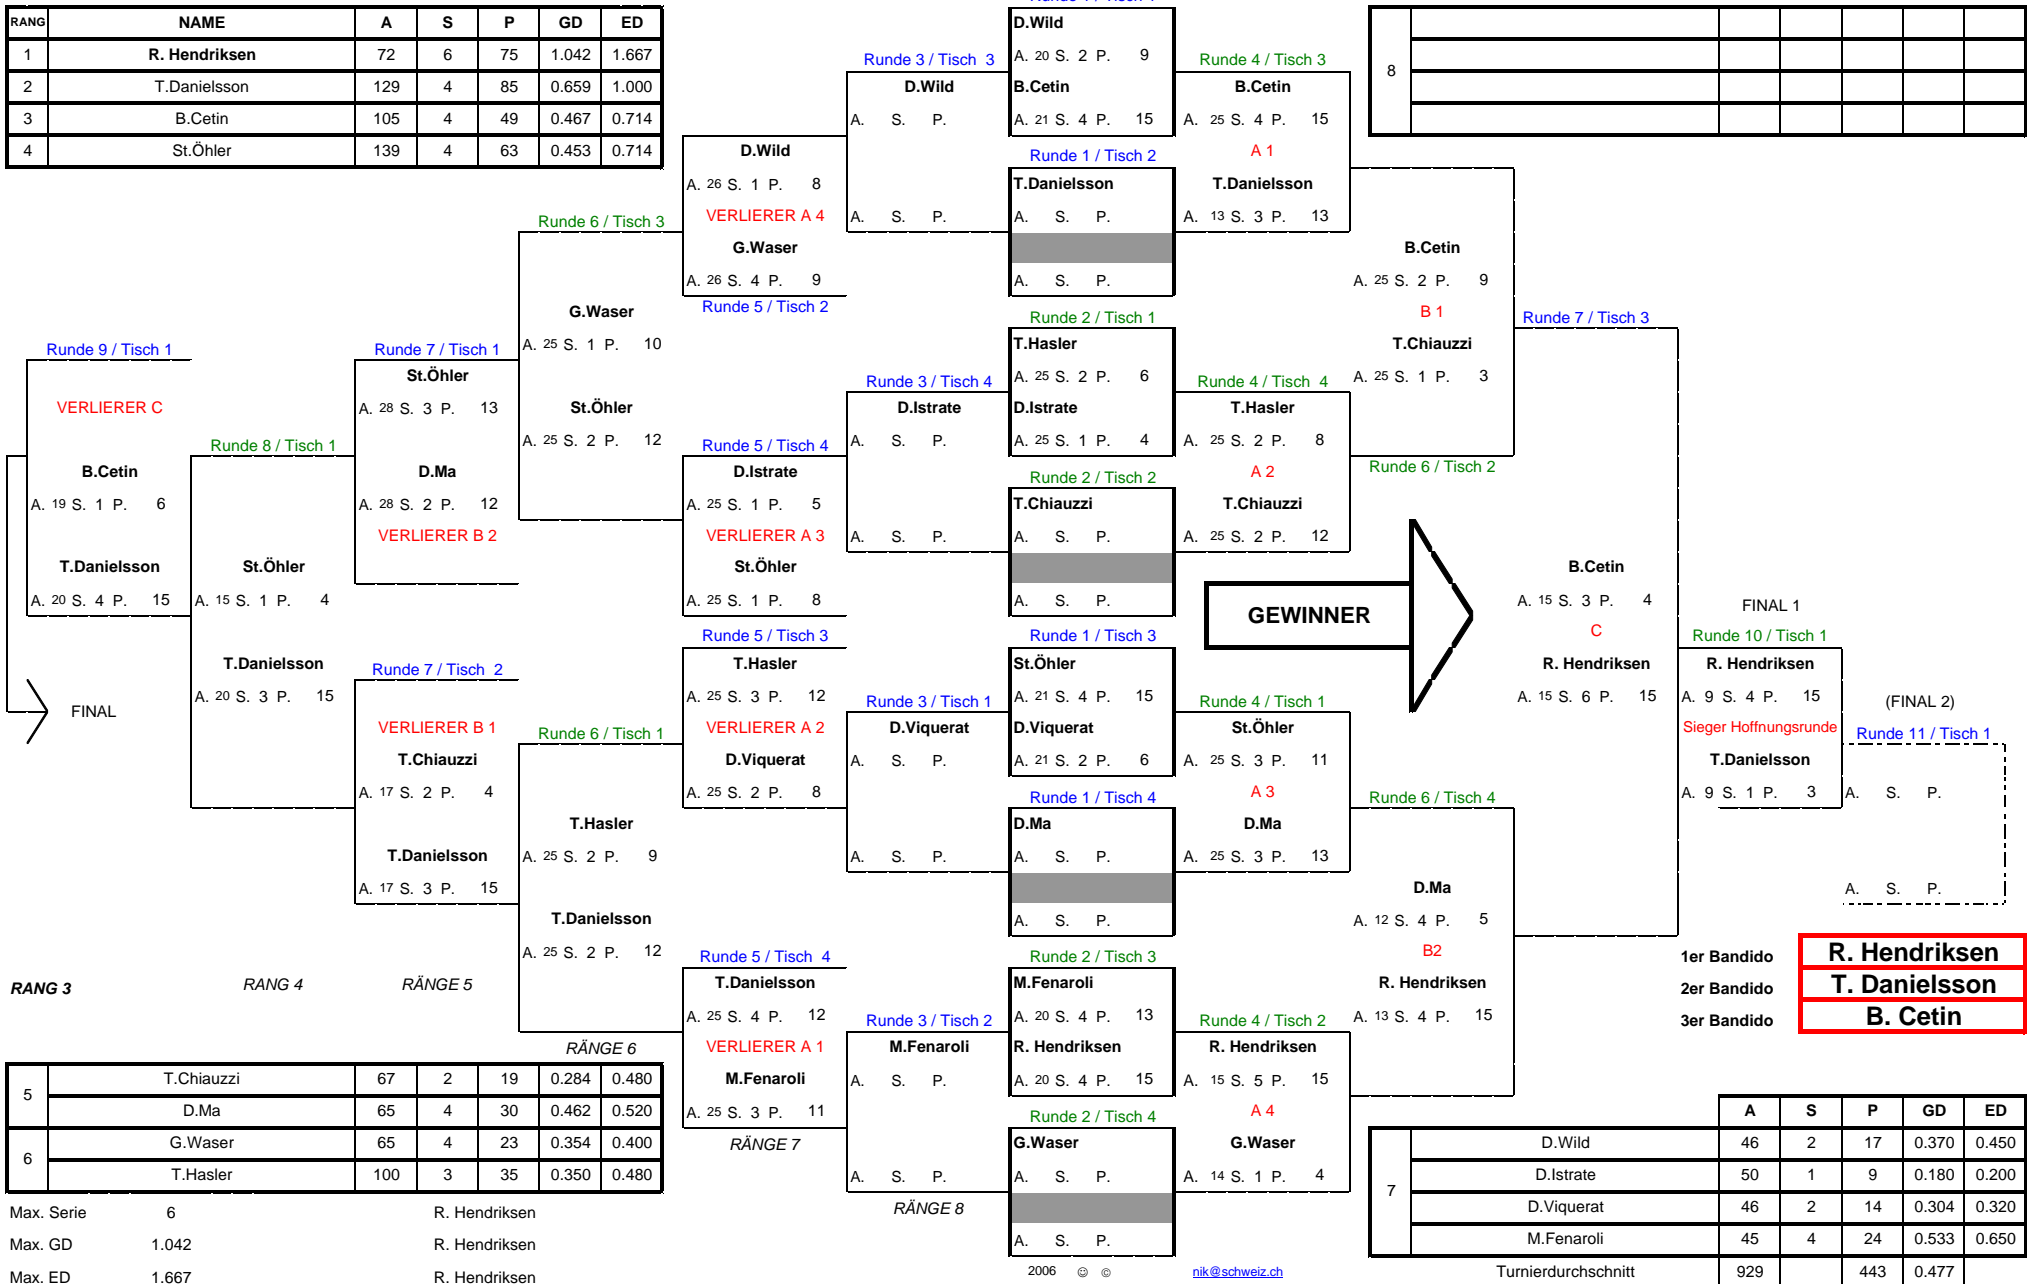 RANG NAME A S P GD ED
1 R. Hendriksen 72 6 75 1.042 1.667
2 T.Danielsson 129 4 85 0.659 1.000
3 B.Cetin 105 4 49 0.467 0.714
4 St.Öhler 139 4 63 0.453 0.714
8
Runde 9 / Tisch 1
VERLIERER C
B.Cetin
A. 19 S. 1 P. 6
T.Danielsson
A. 20 S. 4 P. 15
FINAL
RANG 3
Runde 8 / Tisch 1
St.Öhler
A. 15 S. 1 P. 4
T.Danielsson
A. 20 S. 3 P. 15
RANG 4
Runde 7 / Tisch 1
St.Öhler
A. 28 S. 3 P. 13
D.Ma
A. 28 S. 2 P. 12
VERLIERER B 2
Runde 7 / Tisch 2
VERLIERER B 1
T.Chiauzzi
A. 17 S. 2 P. 4
T.Danielsson
A. 17 S. 3 P. 15
RÄNGE 5
Runde 6 / Tisch 3
G.Waser
A. 25 S. 1 P. 10
St.Öhler
A. 25 S. 2 P. 12
Runde 6 / Tisch 1
T.Hasler
A. 25 S. 2 P. 9
T.Danielsson
A. 25 S. 2 P. 12
RÄNGE 6
D.Wild
A. 26 S. 1 P. 8
VERLIERER A 4
G.Waser
A. 26 S. 4 P. 9
Runde 5 / Tisch 2
Runde 5 / Tisch 4
D.Istrate
A. 25 S. 1 P. 5
VERLIERER A 3
St.Öhler
A. 25 S. 1 P. 8
Runde 5 / Tisch 3
T.Hasler
A. 25 S. 3 P. 12
VERLIERER A 2
D.Viquerat
A. 25 S. 2 P. 8
Runde 5 / Tisch 4
T.Danielsson
A. 25 S. 4 P. 12
VERLIERER A 1
M.Fenaroli
A. 25 S. 3 P. 11
RÄNGE 7
Runde 3 / Tisch 3
D.Wild
A. S. P.
A. S. P.
Runde 3 / Tisch 4
D.Istrate
A. S. P.
A. S. P.
Runde 3 / Tisch 1
D.Viquerat
A. S. P.
A. S. P.
Runde 3 / Tisch 2
M.Fenaroli
A. S. P.
A. S. P.
RÄNGE 8
D.Wild
A. 20 S. 2 P. 9
B.Cetin
A. 21 S. 4 P. 15
Runde 1 / Tisch 2
T.Danielsson
A. S. P.
A. S. P.
Runde 2 / Tisch 1
T.Hasler
A. 25 S. 2 P. 6
D.Istrate
A. 25 S. 1 P. 4
Runde 2 / Tisch 2
T.Chiauzzi
A. S. P.
A. S. P.
Runde 1 / Tisch 3
St.Öhler
A. 21 S. 4 P. 15
D.Viquerat
A. 21 S. 2 P. 6
Runde 1 / Tisch 4
D.Ma
A. S. P.
A. S. P.
Runde 2 / Tisch 3
M.Fenaroli
A. 20 S. 4 P. 13
R. Hendriksen
A. 20 S. 4 P. 15
Runde 2 / Tisch 4
G.Waser
A. S. P.
A. S. P.
Runde 4 / Tisch 3
B.Cetin
A. 25 S. 4 P. 15
A 1
T.Danielsson
A. 13 S. 3 P. 13
Runde 4 / Tisch 4
T.Hasler
A. 25 S. 2 P. 8
A 2
T.Chiauzzi
A. 25 S. 2 P. 12
GEWINNER
Runde 4 / Tisch 1
St.Öhler
A. 25 S. 3 P. 11
A 3
D.Ma
A. 25 S. 3 P. 13
Runde 4 / Tisch 2
R. Hendriksen
A. 15 S. 5 P. 15
A 4
G.Waser
A. 14 S. 1 P. 4
B.Cetin
A. 25 S. 2 P. 9
B 1
T.Chiauzzi
A. 25 S. 1 P. 3
Runde 6 / Tisch 2
Runde 6 / Tisch 4
D.Ma
A. 12 S. 4 P. 5
B2
R. Hendriksen
A. 13 S. 4 P. 15
Runde 7 / Tisch 3
B.Cetin
A. 15 S. 3 P. 4
C
R. Hendriksen
A. 15 S. 6 P. 15
FINAL 1
Runde 10 / Tisch 1
R. Hendriksen
A. 9 S. 4 P. 15
Sieger Hoffnungsrunde
T.Danielsson
A. 9 S. 1 P. 3
(FINAL 2)
Runde 11 / Tisch 1
A. S. P.
A. S. P.
1er Bandido R. Hendriksen
2er Bandido T. Danielsson
3er Bandido B. Cetin
5 T.Chiauzzi 67 2 19 0.284 0.480
D.Ma 65 4 30 0.462 0.520
6 G.Waser 65 4 23 0.354 0.400
T.Hasler 100 3 35 0.350 0.480
Max. Serie 6 R. Hendriksen
Max. GD 1.042 R. Hendriksen
Max. ED 1.667 R. Hendriksen
2006 ☺ © nik@schweiz.ch
A S P GD ED
7 D.Wild 46 2 17 0.370 0.450
D.Istrate 50 1 9 0.180 0.200
D.Viquerat 46 2 14 0.304 0.320
M.Fenaroli 45 4 24 0.533 0.650
Turnierdurchschnitt 929 443 0.477